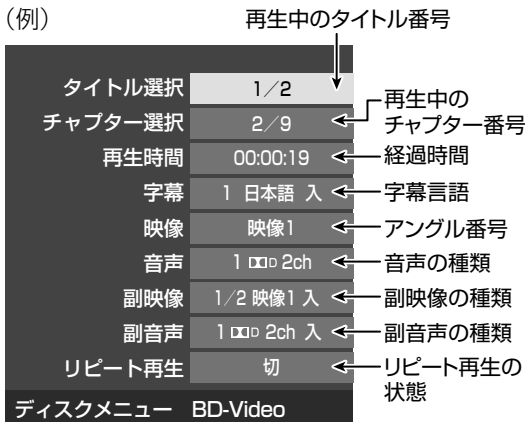 （例）
再生中のタイトル番号
タイトル選択 1／2
チャプター選択 2／9
再生中の
チャプター番号
再生時間 00:00:19 経過時間
字幕 1 日本語 入 字幕言語
映像 映像1 アングル番号
音声 1 DD D 2ch 音声の種類
副映像 1／2 映像1 入 副映像の種類
副音声 1 DD D 2ch 入 副音声の種類
リピート再生 切 リピート再生の
状態
ディスクメニュー BD-Video